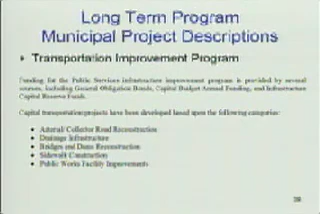 Long Term Program
Municipal Project Descriptions
Transportation Improvement Program
Funding for the Public Services infrastructure improvement program is provided by several
sources, including General Obligation Bonds, Capital Budget Annual Funding, and Infrastructure
Capital Reserve Funds.
Capital transportation projects have been developed based upon the following categories:
Arterial/Collector Road Reconstruction
Drainage Infrastructure
Bridges and Dams Reconstruction
Sidewalk Construction
Public Works Facility Improvements